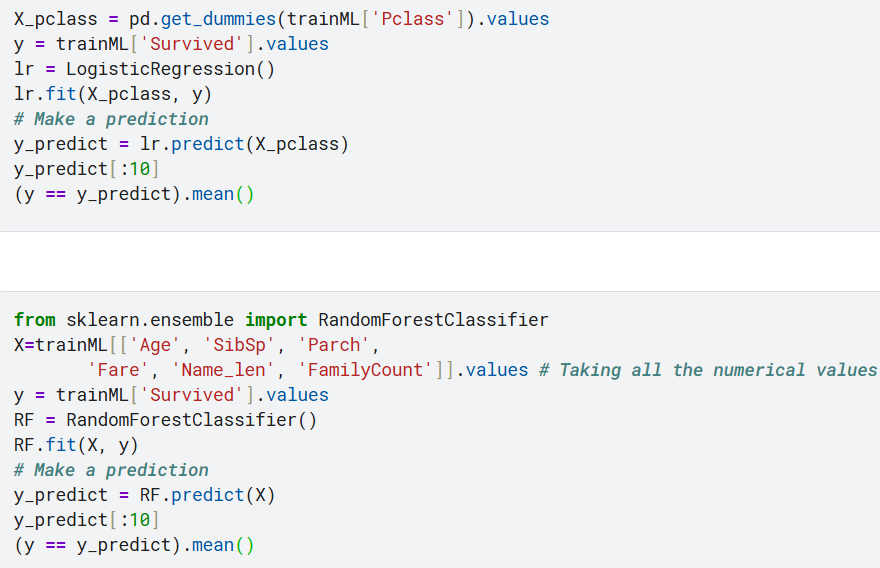 X_pclass = pd.get_dummies(trainML['Pclass']).values
y = trainML['Survived'].values
lr = LogisticRegression()
lr.fit(X_pclass, y)
# Make a prediction
y_predict = lr.predict(X_pclass)
y_predict[:10]
(y == y_predict).mean()
from sklearn.ensemble import RandomForestClassifier
X=trainML[['Age', 'SibSp', 'Parch',
'Fare', 'Name_len', 'FamilyCount']].values # Taking all the numerical values
y = trainML['Survived'].values
RF = RandomForestClassifier()
RF.fit(X, y)
# Make a prediction
y_predict = RF.predict(X)
y_predict[:10]
(y == y_predict).mean()